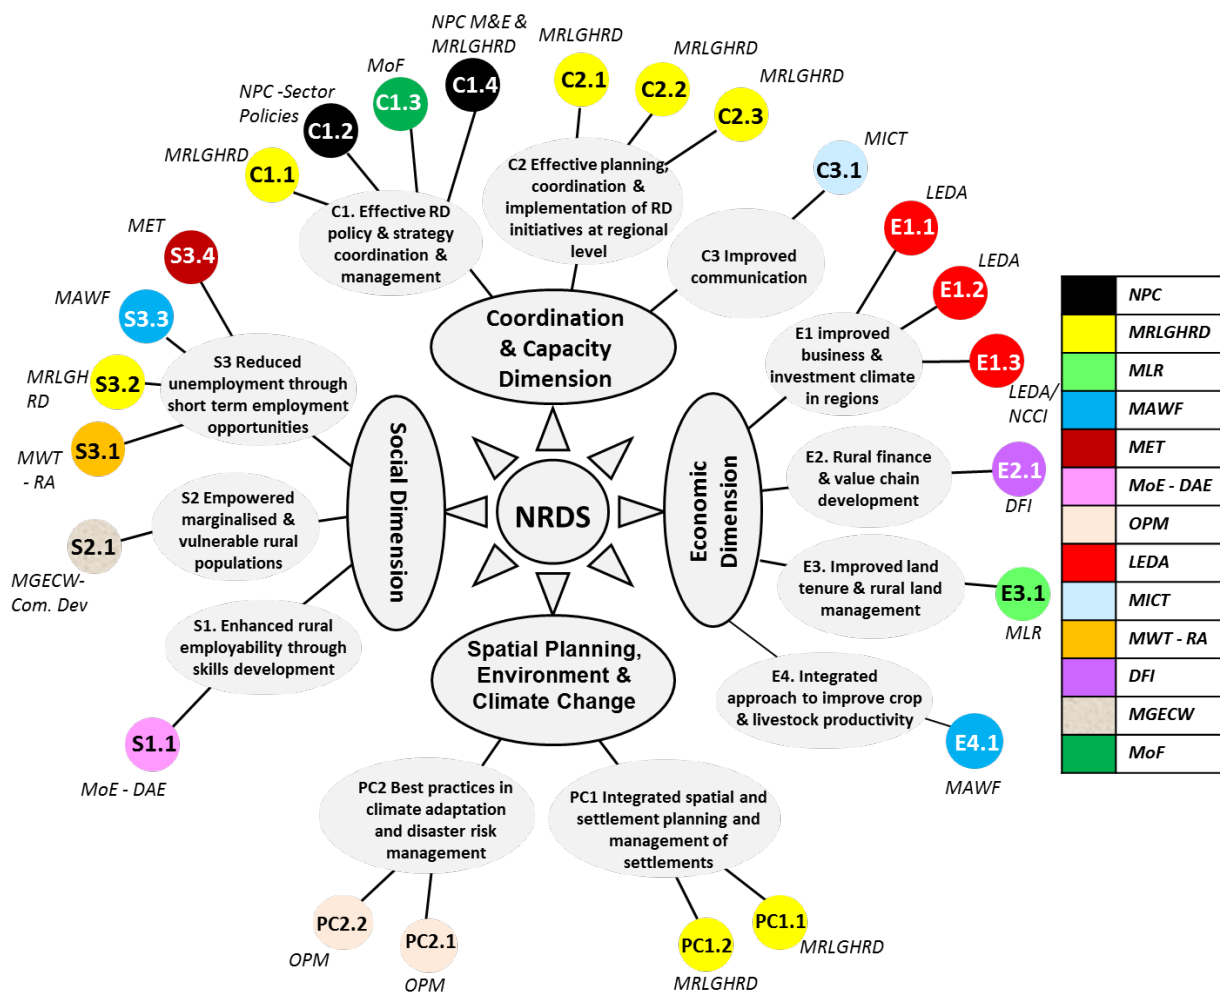 NPC M&E &
MRLGHRD
C1.4
MoF
C1.3
NPC -Sector
Policies
C1.2
MRLGHRD
C1.1
C1. Effective RD
policy & strategy
coordination &
management
MRLGHRD
C2.1
MRLGHRD
C2.2
MRLGHRD
C2.3
C2 Effective planning,
coordination &
implementation of RD
initiatives at regional
level
MICT
C3.1
C3 Improved
communication
Coordination
& Capacity
Dimension
LEDA
E1.1
LEDA
E1.2
E1.3
LEDA/
NCCI
E1 improved
business &
investment climate
in regions
E2. Rural finance
& value chain
development
E2.1
DFI
E3. Improved land
tenure & rural land
management
E3.1
MLR
E4. Integrated
approach to improve crop
& livestock productivity
E4.1
MAWF
Economic
Dimension
NRDS
Social Dimension
MET
S3.4
MAWF
S3.3
MRLGH
RD
S3.2
S3.1
MWT
- RA
S3 Reduced
unemployment through
short term employment
opportunities
S2 Empowered
marginalised &
vulnerable rural
populations
S2.1
MGECW-
Com. Dev
S1. Enhanced rural
employability through
skills development
S1.1
MoE - DAE
Spatial Planning,
Environment &
Climate Change
PC2 Best practices in
climate adaptation
and disaster risk
management
PC2.2
OPM
PC2.1
OPM
PC1 Integrated spatial and
settlement planning and
management of
settlements
PC1.2
MRLGHRD
PC1.1
MRLGHRD
NPC
MRLGHRD
MLR
MAWF
MET
MoE - DAE
OPM
LEDA
MICT
MWT - RA
DFI
MGECW
MoF